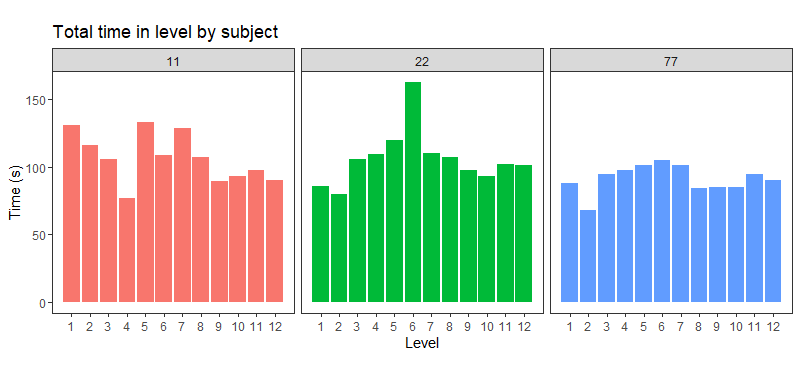 Total time in level by subject
11 22 77
Time (s)
150
100
50
0
1 2 3 4 5 6 7 8 9 10 11 12 1 2 3 4 5 6 7 8 9 10 11 12 1 2 3 4 5 6 7 8 9 10 11 12
Level